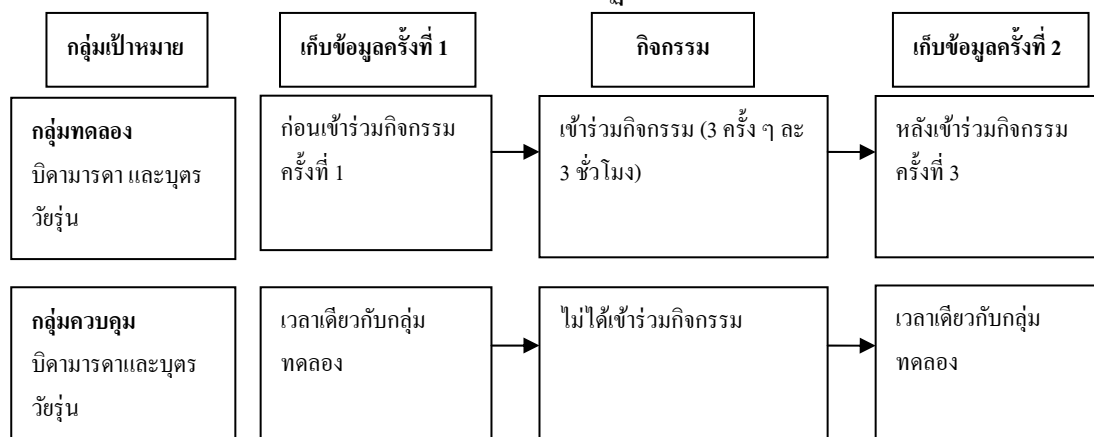 กลุ่มเป้าหมาย
เก็บข้อมูลครั้งที่ 1
กิจกรรม
เก็บข้อมูลครั้งที่ 2
กลุ่มทดลอง
บิดามารดา และบุตร
วัยรุ่น
ก่อนเข้าร่วมกิจกรรม
ครั้งที่ 1
เข้าร่วมกิจกรรม (3 ครั้ง ๆ ละ
3 ชั่วโมง)
หลังเข้าร่วมกิจกรรม
ครั้งที่ 3
กลุ่มควบคุม
บิดามารดาและบุตร
วัยรุ่น
เวลาเดียวกับกลุ่ม
ทดลอง
ไม่ได้เข้าร่วมกิจกรรม
เวลาเดียวกับกลุ่ม
ทดลอง